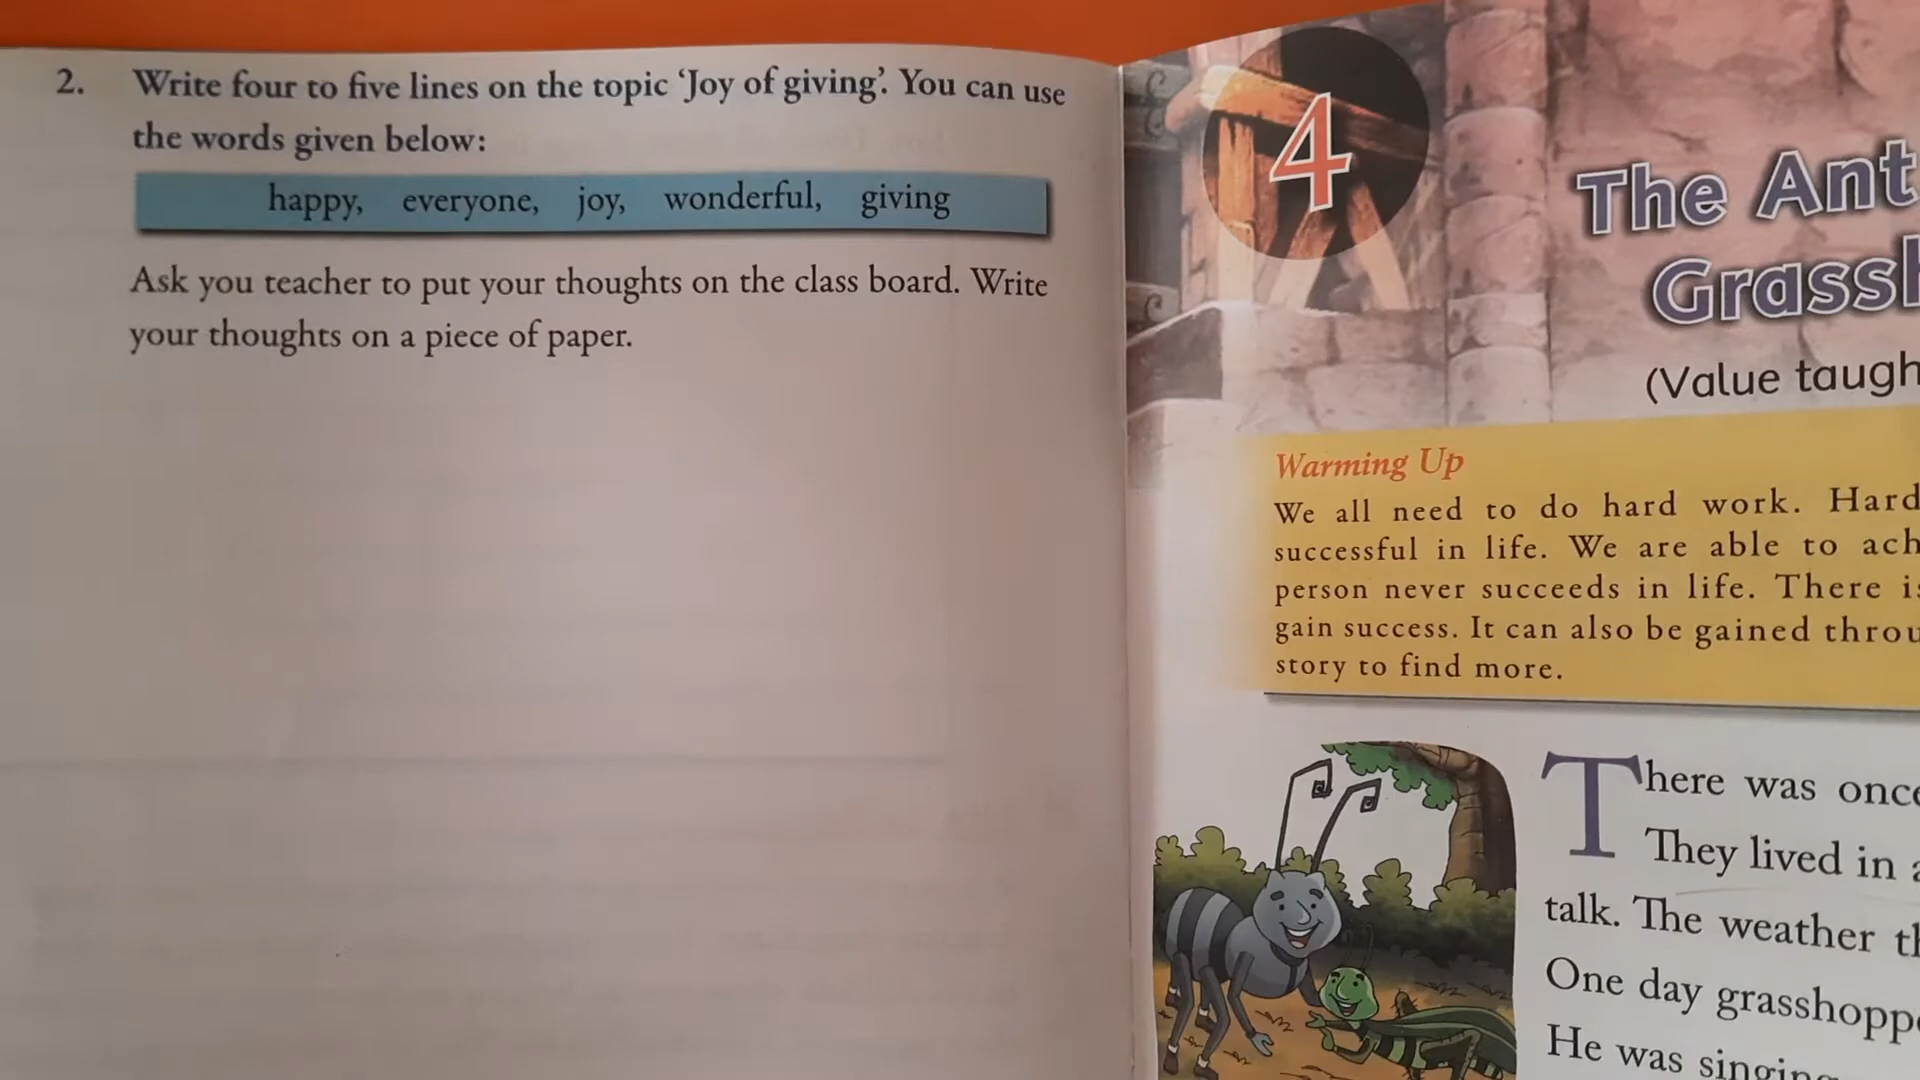 2. Write four to five lines on the topic ‘Joy of giving’. You can use
the words given below:
happy, everyone, joy, wonderful, giving
Ask you teacher to put your thoughts on the class board. Write
your thoughts on a piece of paper.
4
The Ant
(Value
Warming Up
We all need to do hard work. Hard
successful in life. We are able to
person never succeeds in life. There
gain success. It can also be gained
story to find more.
There was
They lived in
talk. The weather
One day
He was